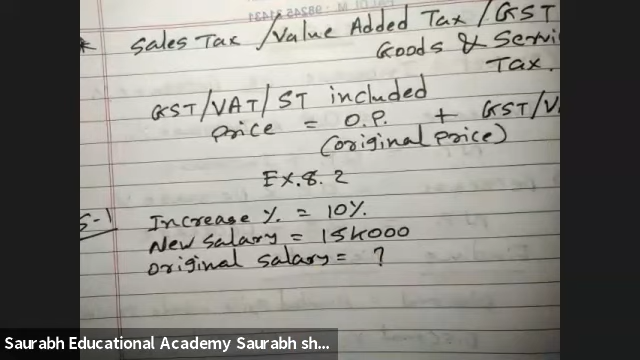 * Sales Tax / Value Added Tax / GST
Goods & Servi
Tax.
GST/VAT/ST included
price = O.P. + GST/V
(original price)
Ex.8.2
S-1 Increase % = 10%.
New salary =
original salary = ?
Saurabh Educational Academy Saurabh sh...